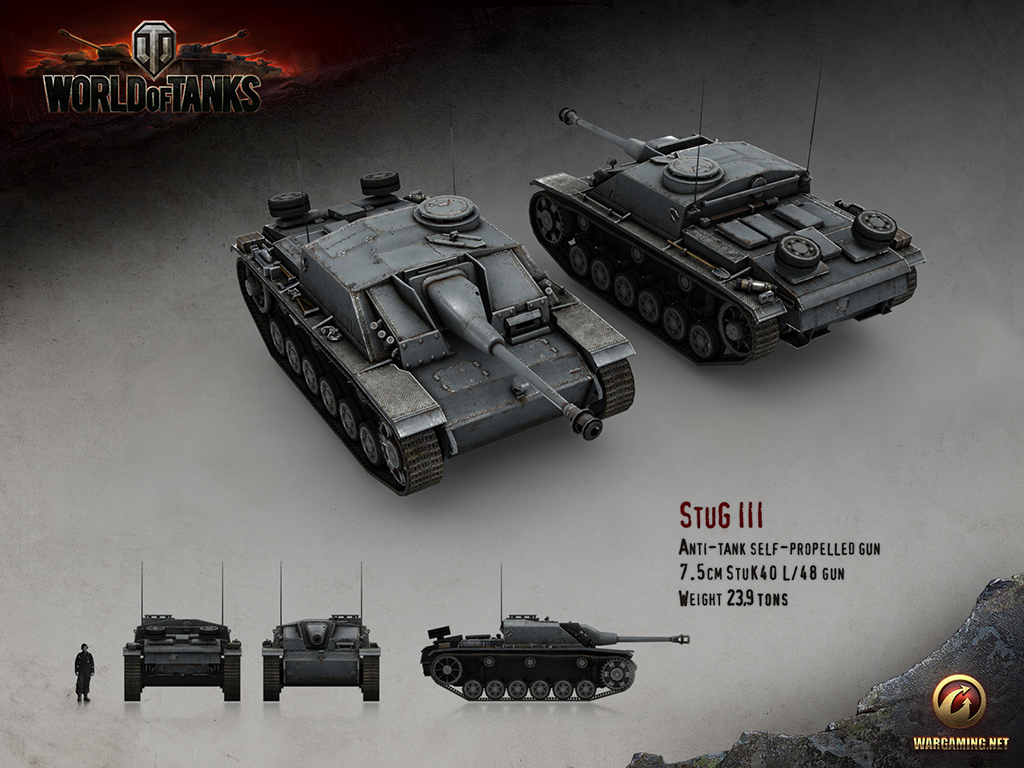 WORLD OF TANKS
STUG III
ANTI-TANK SELF-PROPELLED GUN
7.5CM STUK40 L/48 GUN
WEIGHT 23,9 TONS
WARGAMING.NET